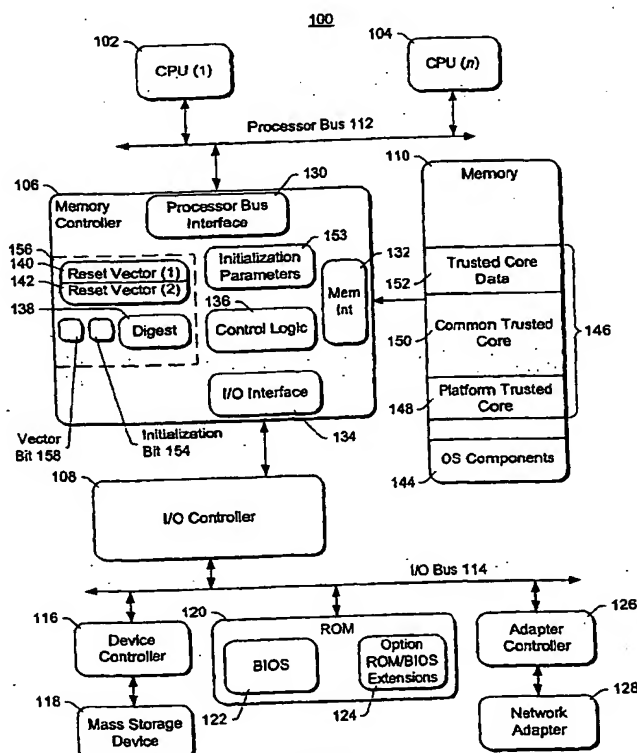 100
102
CPU (1)
104
CPU (n)
Processor Bus 112
106
Memory Controller
130
Processor Bus Interface
110
Memory
156
140
Reset Vector (1)
142
Reset Vector (2)
153
Initialization Parameters
132
Mem Int
138
Digest
136
Control Logic
I/O Interface
134
Vector Bit 158
Initialization Bit 154
152
Trusted Core Data
150
Common Trusted Core
146
148
Platform Trusted Core
144
OS Components
108
I/O Controller
I/O Bus 114
116
Device Controller
118
Mass Storage Device
120
ROM
BIOS
122
Option ROM/BIOS Extensions
124
126
Adapter Controller
128
Network Adapter